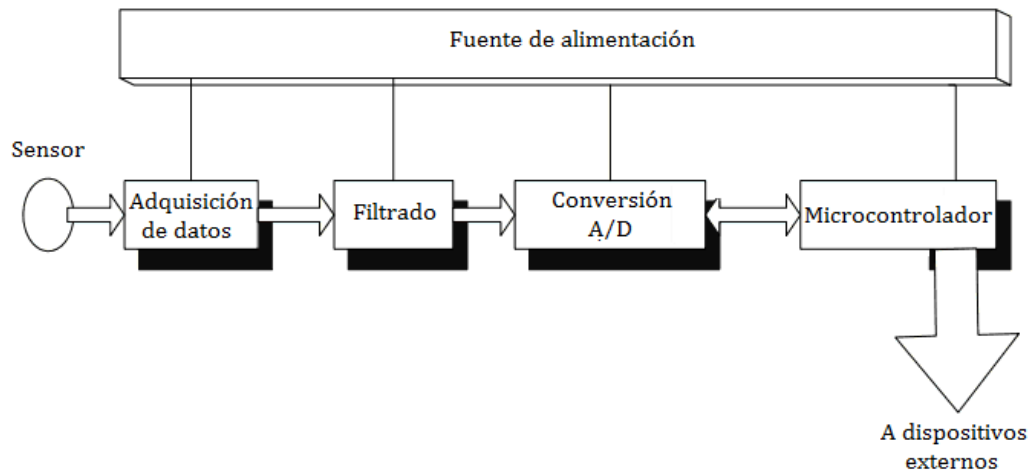 Fuente de alimentación
Sensor
Adquisición
de datos
Filtrado
Conversión
A/D
Microcontrolador
A dispositivos
externos